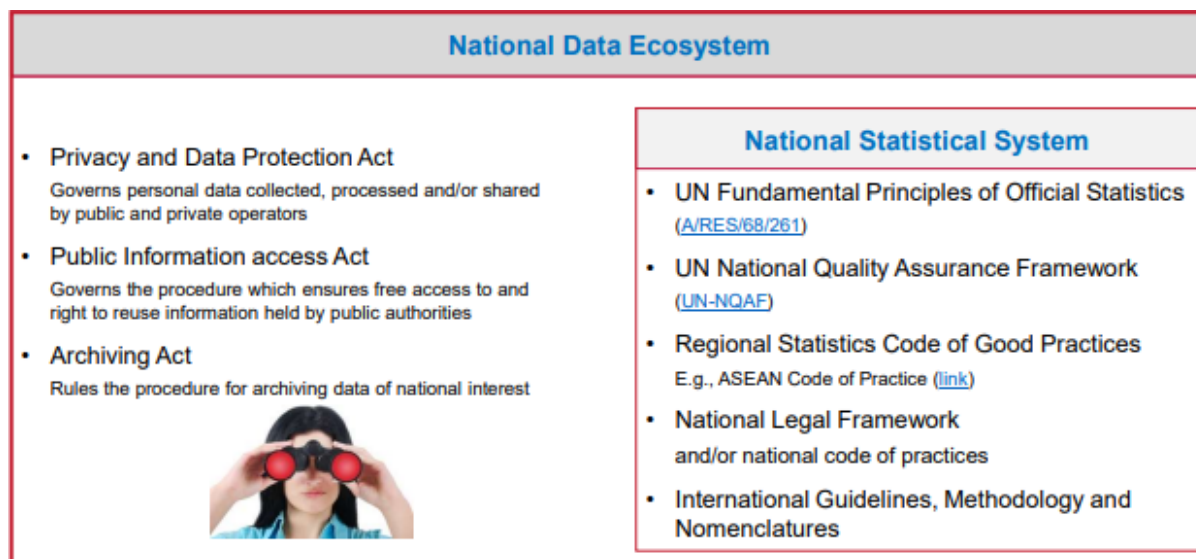 National Data Ecosystem
• Privacy and Data Protection Act
Governs personal data collected, processed and/or shared
by public and private operators
• Public Information access Act
Governs the procedure which ensures free access to and
right to reuse information held by public authorities
• Archiving Act
Rules the procedure for archiving data of national interest
National Statistical System
• UN Fundamental Principles of Official Statistics
(A/RES/68/261)
• UN National Quality Assurance Framework
(UN-NQAF)
• Regional Statistics Code of Good Practices
E.g., ASEAN Code of Practice (link)
• National Legal Framework
and/or national code of practices
• International Guidelines, Methodology and
Nomenclatures